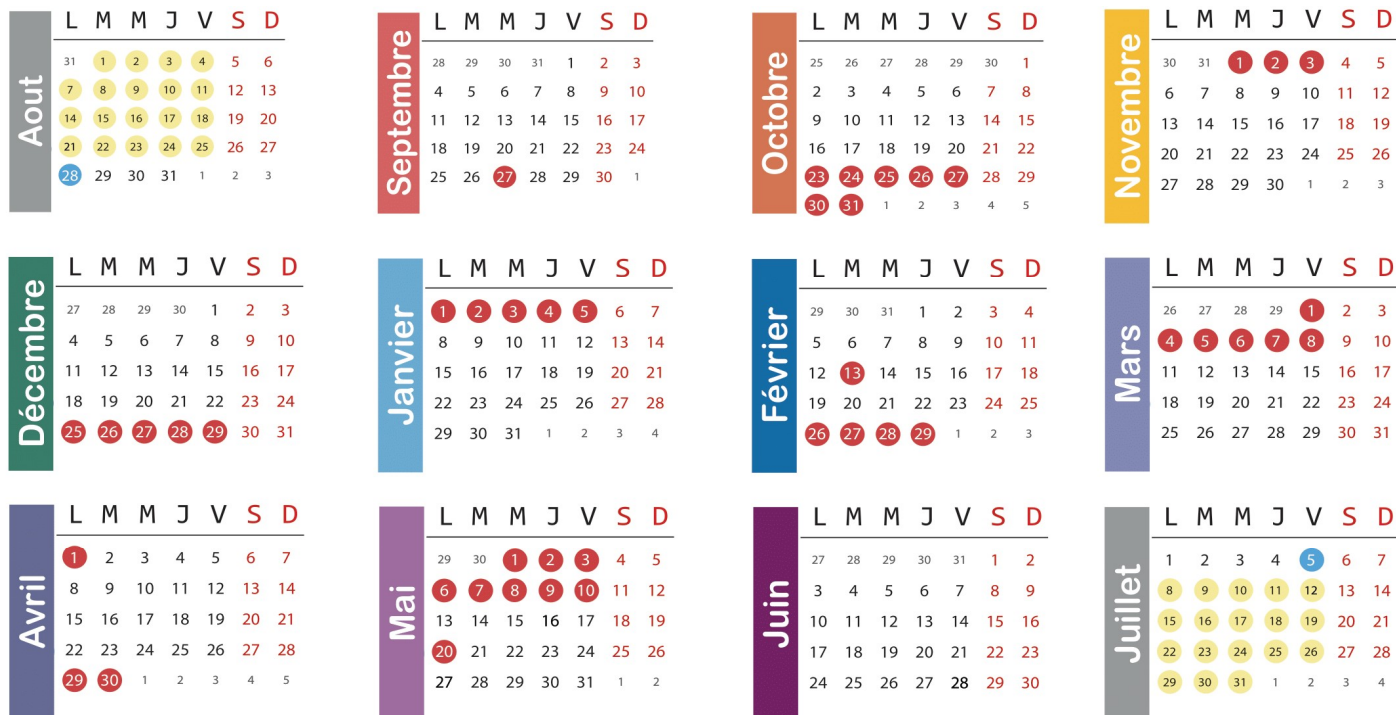 Aout
L M M J V S D
31 1 2 3 4 5 6
7 8 9 10 11 12 13
14 15 16 17 18 19 20
21 22 23 24 25 26 27
28 29 30 31 1 2 3
Septembre
L M M J V S D
28 29 30 31 1 2 3
4 5 6 7 8 9 10
11 12 13 14 15 16 17
18 19 20 21 22 23 24
25 26 27 28 29 30 1
Octobre
L M M J V S D
25 26 27 28 29 30 1
2 3 4 5 6 7 8
9 10 11 12 13 14 15
16 17 18 19 20 21 22
23 24 25 26 27 28 29
30 31 1 2 3 4 5
Novembre
L M M J V S D
30 31 1 2 3 4 5
6 7 8 9 10 11 12
13 14 15 16 17 18 19
20 21 22 23 24 25 26
27 28 29 30 1 2 3
Décembre
L M M J V S D
27 28 29 30 1 2 3
4 5 6 7 8 9 10
11 12 13 14 15 16 17
18 19 20 21 22 23 24
25 26 27 28 29 30 31
Janvier
L M M J V S D
1 2 3 4 5 6 7
8 9 10 11 12 13 14
15 16 17 18 19 20 21
22 23 24 25 26 27 28
29 30 31 1 2 3 4
Février
L M M J V S D
29 30 31 1 2 3 4
5 6 7 8 9 10 11
12 13 14 15 16 17 18
19 20 21 22 23 24 25
26 27 28 29 1 2 3
Mars
L M M J V S D
26 27 28 29 1 2 3
4 5 6 7 8 9 10
11 12 13 14 15 16 17
18 19 20 21 22 23 24
25 26 27 28 29 30 31
Avril
L M M J V S D
1 2 3 4 5 6 7
8 9 10 11 12 13 14
15 16 17 18 19 20 21
22 23 24 25 26 27 28
29 30 1 2 3 4 5
Mai
L M M J V S D
29 30 1 2 3 4 5
6 7 8 9 10 11 12
13 14 15 16 17 18 19
20 21 22 23 24 25 26
27 28 29 30 31 1 2
Juin
L M M J V S D
27 28 29 30 31 1 2
3 4 5 6 7 8 9
10 11 12 13 14 15 16
17 18 19 20 21 22 23
24 25 26 27 28 29 30
Juillet
L M M J V S D
1 2 3 4 5 6 7
8 9 10 11 12 13 14
15 16 17 18 19 20 21
22 23 24 25 26 27 28
29 30 31 1 2 3 4